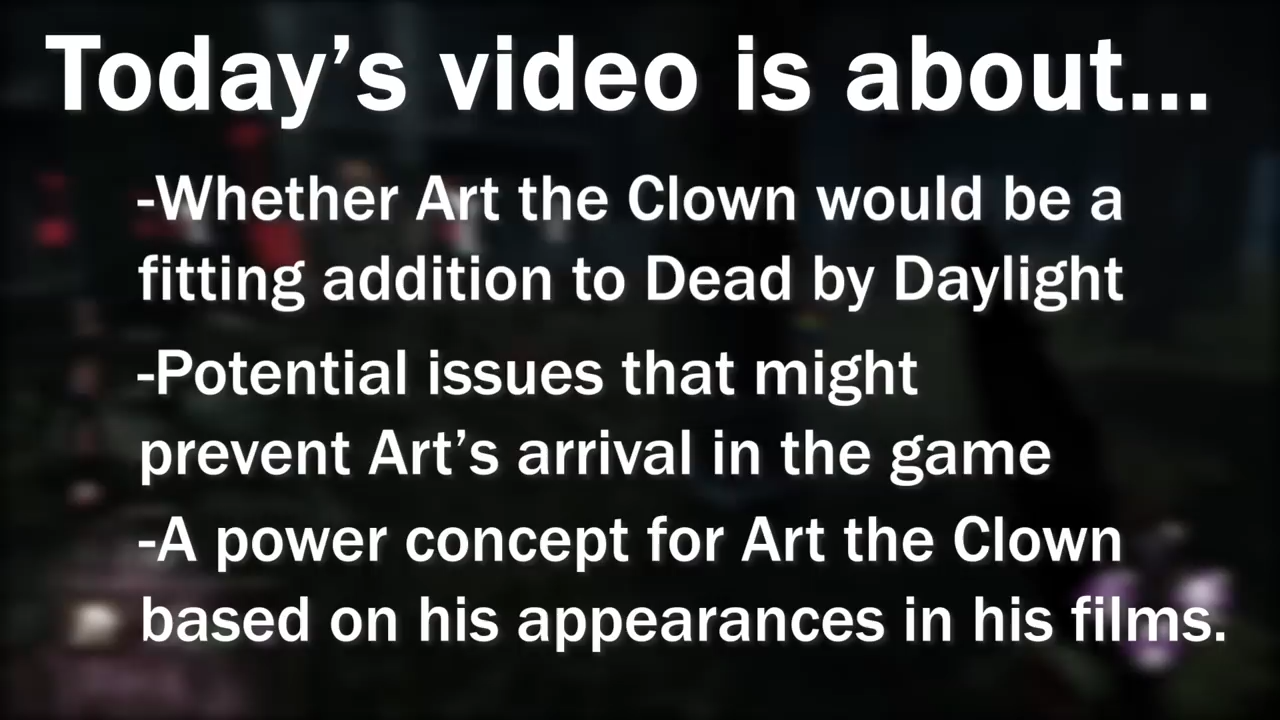 Today’s video is about...
-Whether Art the Clown would be a
fitting addition to Dead by Daylight
-Potential issues that might
prevent Art’s arrival in the game
-A power concept for Art the Clown
based on his appearances in his films.